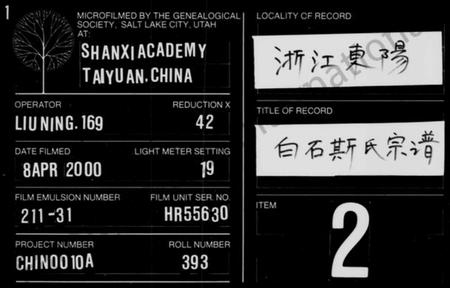 1
MICROFILMED BY THE GENEALOGICAL
SOCIETY, SALT LAKE CITY, UTAH
AT:
SHANXI ACADEMY
TAIYUAN. CHINA
OPERATOR REDUCTION X
LIU NING. 169 42
DATE FILMED LIGHT METER SETTING
8APR 2000 19
FILM EMULSION NUMBER FILM UNIT SER. NO.
211-31 HR55630
PROJECT NUMBER ROLL NUMBER
CHIN0010A 393
LOCALITY OF RECORD
浙江東陽
TITLE OF RECORD
白石斯氏宗谱
ITEM
2